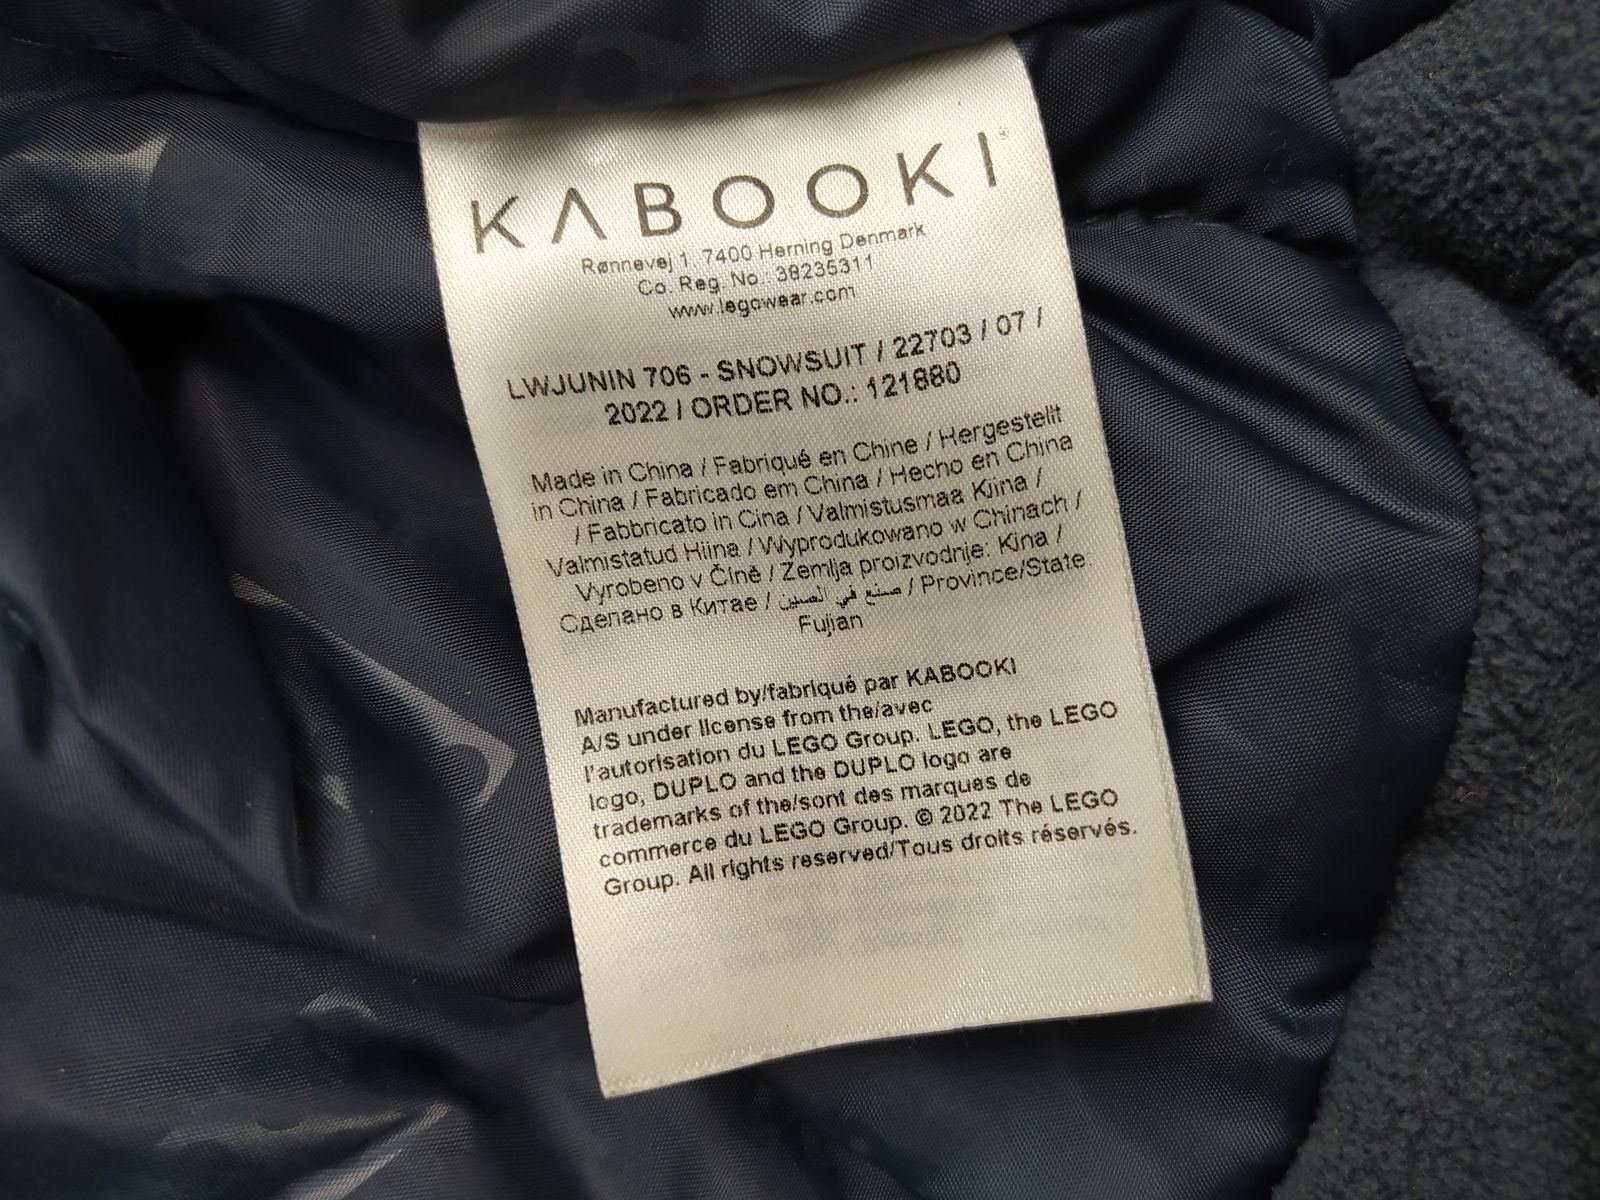 KABOOKI®
Rønnevej 1, 7400 Herning Denmark
Co. Reg. No.: 38235311
www.legowear.com
LWJUNIN 706 - SNOWSUIT / 22703 / 07 /
2022 / ORDER NO.: 121880
Made in China / Fabriqué en Chine / Hergestellt
in China / Fabricado em China / Hecho en China
/ Fabbricato in Cina / Valmistusmaa Kiina /
Valmistatud Hiina / Wyprodukowano w Chinach /
Vyrobeno v Číně / Zemlja proizvodnje: Kina /
Сделано в Китае / صنع في الصين / Province/State:
Fujian
Manufactured by/fabriqué par KABOOKI
A/S under license from the/avec
l'autorisation du LEGO Group. LEGO, the LEGO
logo, DUPLO and the DUPLO logo are
trademarks of the/sont des marques de
commerce du LEGO Group. © 2022 The LEGO
Group. All rights reserved/Tous droits réservés.